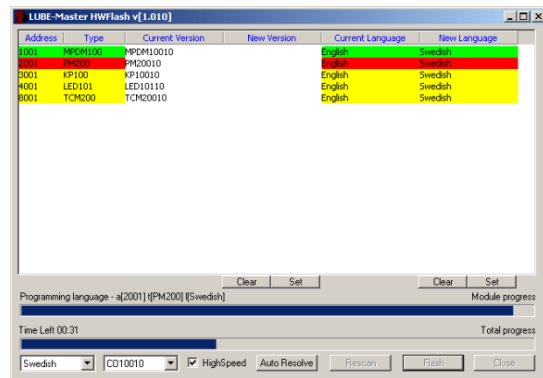 LUBE-Master HWFlash v[1.010]
Address Type Current Version New Version Current Language New Language
1001 MPDM100 MPDM10010 English Swedish
2001 PM200 PM20010 English Swedish
3001 KP100 KP10010 English Swedish
4001 LED101 LED10110 English Swedish
8001 TCM200 TCM20010 English Swedish
Clear Set Clear Set
Programming language - a[2001] t[PM200] l[Swedish] Module progress
Time Left 00:31 Total progress
Swedish CO10010 HighSpeed Auto Resolve Rescan Flash Close